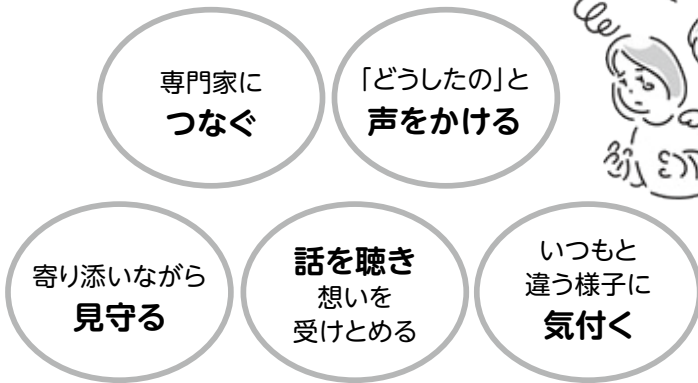 専門家に
つなぐ
「どうしたの」と
声をかける
寄り添いながら
見守る
話を聴き
想いを
受けとめる
いつもと
違う様子に
気付く